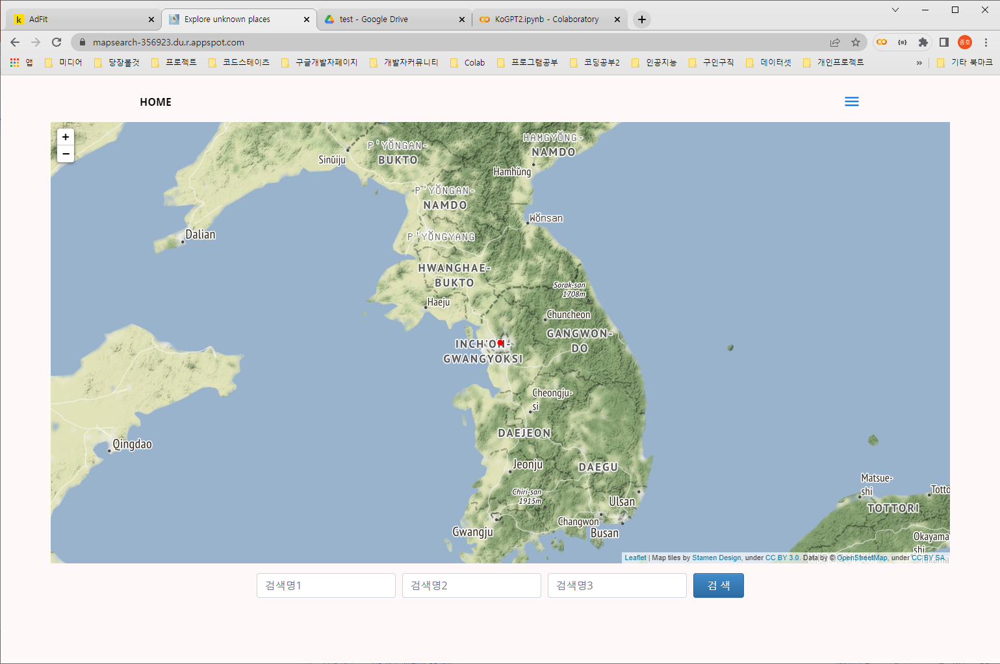 AdFit
Explore unknown places
test - Google Drive
KoGPT2.ipynb - Colaboratory
mapsearch-356923.du.r.appspot.com
종호
앱
미디어
당장볼것
프로젝트
코드스테이츠
구글개발자페이지
개발자커뮤니티
Colab
프로그램공부
코딩공부2
인공지능
구인구직
데이터셋
개인프로젝트
»
기타 북마크
HOME
+
−
P'YŎNGAN-
BUKTO
HAMGYŎNG-
NAMDO
Sinŭiju
Hamhŭng
P'YŎNGAN-
NAMDO
Wŏnsan
Dalian
P'YŎNGYANG
HWANGHAE-
BUKTO
Sorak-san
1708m
Haeju
Chuncheon
GANGWON-
DO
INCH'ON-
GWANGYOKSI
Cheongju-
si
DAEJEON
Qingdao
Jeonju
DAEGU
Matsue-
shi
Totto
Chiri-san
1915m
Ulsan
TOTTORI
Changwon
Gwangju
Busan
Okayama
shi
Leaflet | Map tiles by Stamen Design, under CC BY 3.0. Data by © OpenStreetMap, under CC BY SA.
검색명1
검색명2
검색명3
검 색